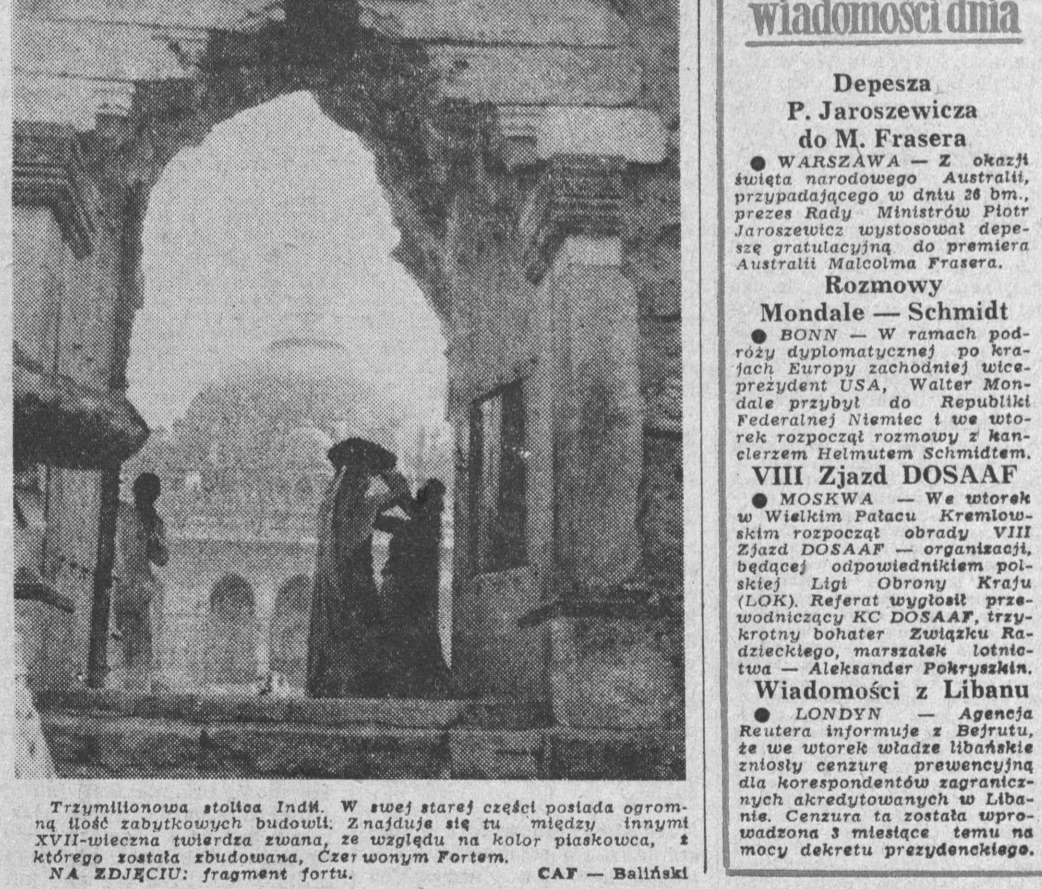 Trzymilionowa stolica Indii. W swej starej części posiada ogrom-
ną ilość zabytkowych budowli. Znajduje się tu między innymi
XVII-wieczna twierdza zwana, ze względu na kolor piaskowca, z
którego została zbudowana, Czerwonym Fortem.
NA ZDJĘCIU: fragment fortu. CAF — Baliński
wiadomości dnia
Depesza
P. Jaroszewicza
do M. Frasera
● WARSZAWA — Z okazji
święta narodowego Australii,
przypadającego w dniu 26 bm.,
prezes Rady Ministrów Piotr
Jaroszewicz wystosował depe-
szę gratulacyjną do premiera
Australii Malcolma Frasera.
Rozmowy
Mondale — Schmidt
● BONN — W ramach pod-
róży dyplomatycznej po kra-
jach Europy zachodniej wice-
prezydent USA, Walter Mon-
dale przybył do Republiki
Federalnej Niemiec i we wto-
rek rozpoczął rozmowy z kan-
clerzem Helmutem Schmidtem.
VIII Zjazd DOSAAF
● MOSKWA — We wtorek
w Wielkim Pałacu Kremlow-
skim rozpoczął obrady VIII
Zjazd DOSAAF — organizacji,
będącej odpowiednikiem pol-
skiej Ligi Obrony Kraju
(LOK). Referat wygłosił prze-
wodniczący KC DOSAAF, trzy-
krotny bohater Związku Ra-
dzieckiego, marszałek lotnic-
twa — Aleksander Pokryszkin.
Wiadomości z Libanu
● LONDYN — Agencja
Reutera informuje z Bejrutu,
że we wtorek władze libańskie
zniosły cenzurę prewencyjną
dla korespondentów zagranicz-
nych akredytowanych w Liba-
nie. Cenzura ta została wpro-
wadzona 3 miesiące temu na
mocy dekretu prezydenckiego.